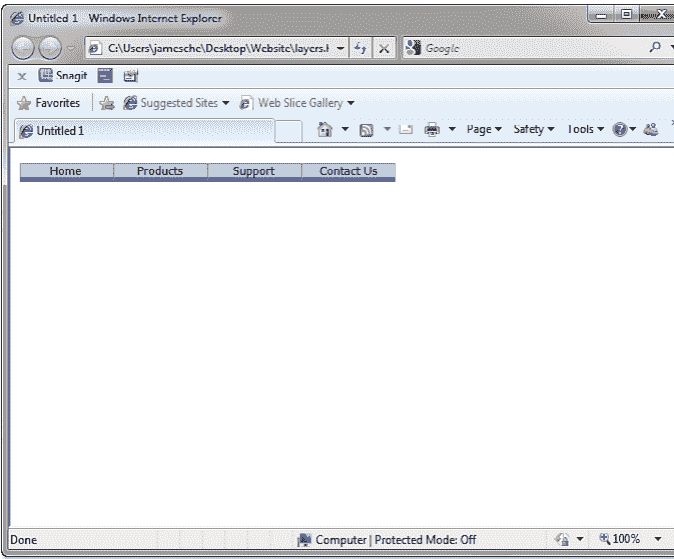 Untitled 1 Windows Internet Explorer
C:\Users\jamesche\Desktop\Website\layers.h Google
x Snagit
Favorites Suggested Sites Web Slice Gallery
Untitled 1 Page Safety Tools
Home Products Support Contact Us
Done Computer | Protected Mode: Off 100%